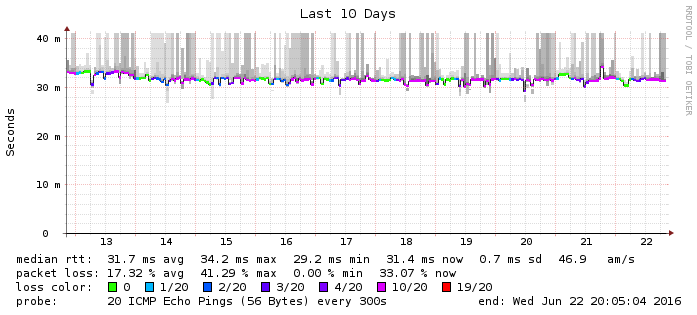 Last 10 Days
RRDTOOL / TOBI OETIKER
Seconds
40 m
30 m
20 m
10 m
0
13 14 15 16 17 18 19 20 21 22
median rtt: 31.7 ms avg 34.2 ms max 29.2 ms min 31.4 ms now 0.7 ms sd 46.9 am/s
packet loss: 17.32 % avg 41.29 % max 0.00 % min 33.07 % now
loss color: 0 1/20 2/20 3/20 4/20 10/20 19/20
probe: 20 ICMP Echo Pings (56 Bytes) every 300s end: Wed Jun 22 20:05:04 2016